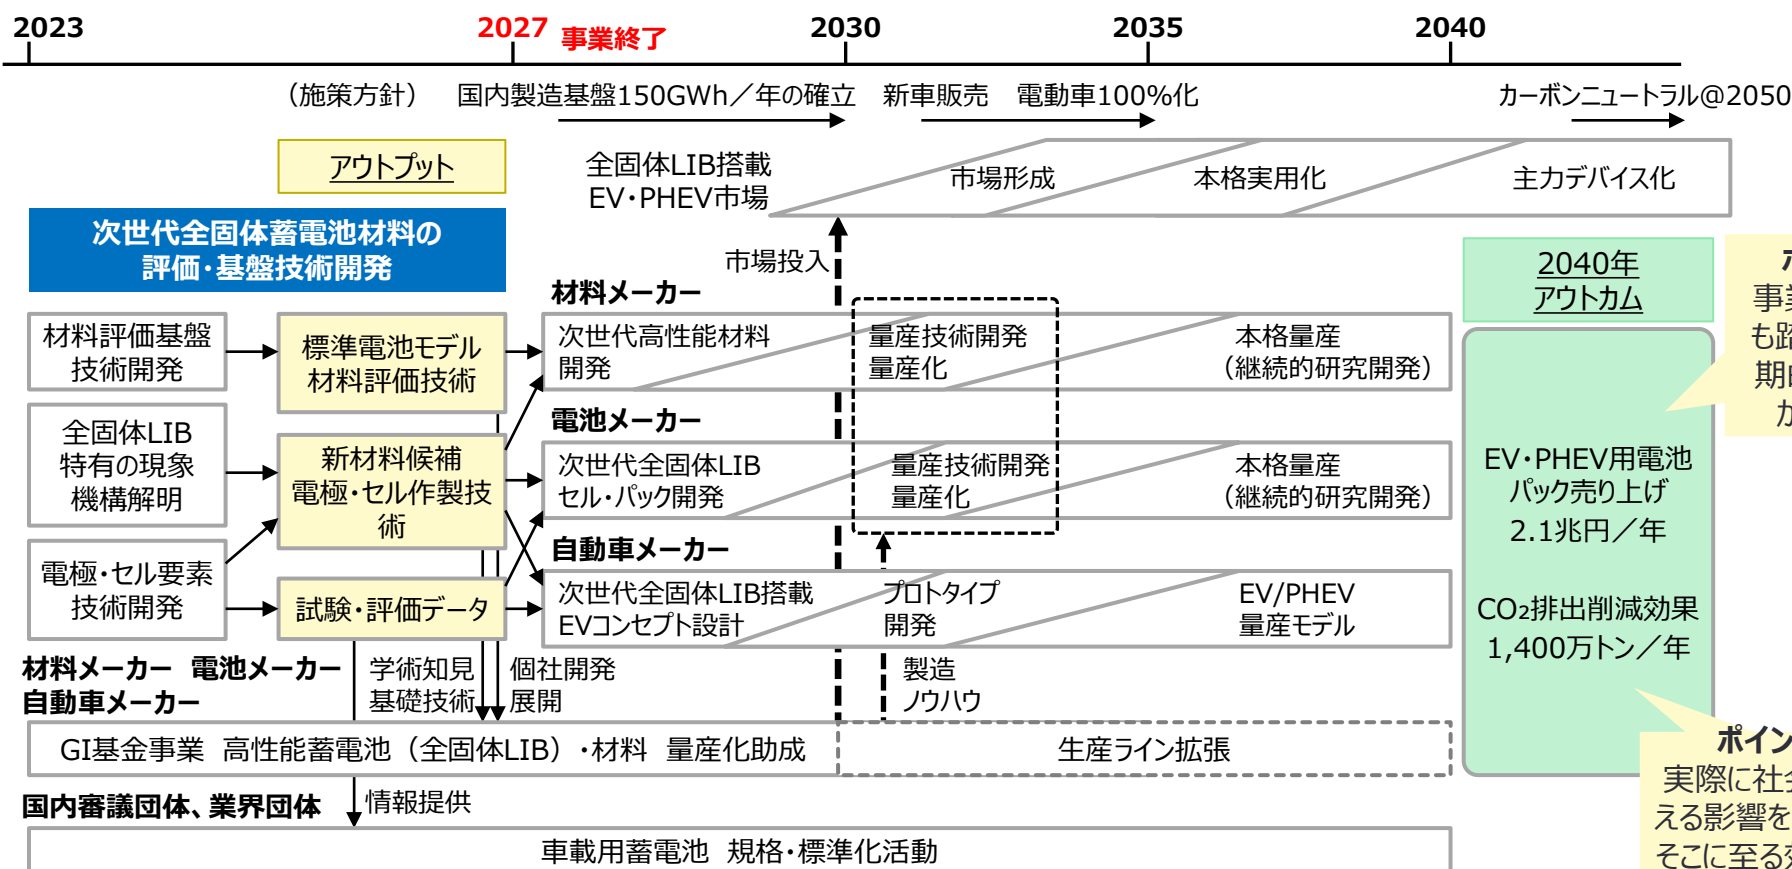 2023
2027 事業終了
2030
2035
2040
（施策方針）
国内製造基盤150GWh／年の確立
新車販売　電動車100%化
カーボンニュートラル@2050
アウトプット
全固体LIB搭載
EV・PHEV市場
市場形成
本格実用化
主力デバイス化
次世代全固体蓄電池材料の
評価・基盤技術開発
市場投入
材料メーカー
材料評価基盤
技術開発
標準電池モデル
材料評価技術
次世代高性能材料
開発
量産技術開発
量産化
本格量産
（継続的研究開発）
電池メーカー
全固体LIB
特有の現象
機構解明
新材料候補
電極・セル作製技
術
次世代全固体LIB
セル・パック開発
量産技術開発
量産化
本格量産
（継続的研究開発）
自動車メーカー
電極・セル要素
技術開発
試験・評価データ
次世代全固体LIB搭載
EVコンセプト設計
プロトタイプ
開発
EV/PHEV
量産モデル
材料メーカー 電池メーカー
自動車メーカー
学術知見
基礎技術
個社開発
展開
製造
ノウハウ
GI基金事業 高性能蓄電池（全固体LIB）・材料 量産化助成
生産ライン拡張
国内審議団体、業界団体
情報提供
車載用蓄電池 規格・標準化活動
2040年
アウトカム
EV・PHEV用電池
パック売り上げ
2.1兆円／年
CO₂排出削減効果
1,400万トン／年
事業
も踏
ポイン
実際に社会
える影響を
そこに至る